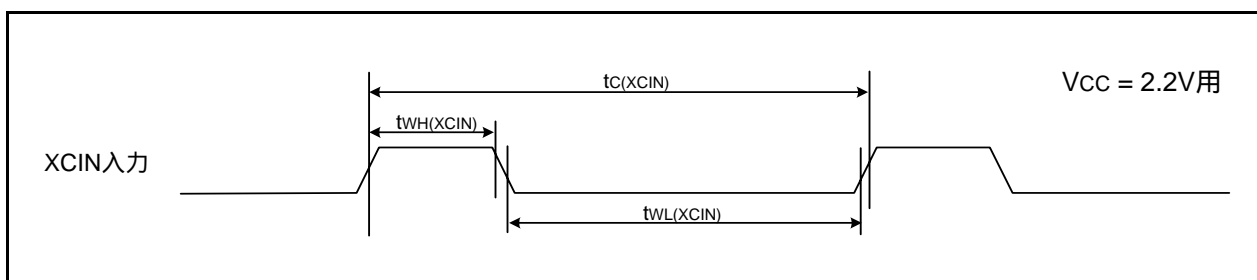 tC(XCIN)
VCC = 2.2V用
tWH(XCIN)
XCIN入力
tWL(XCIN)